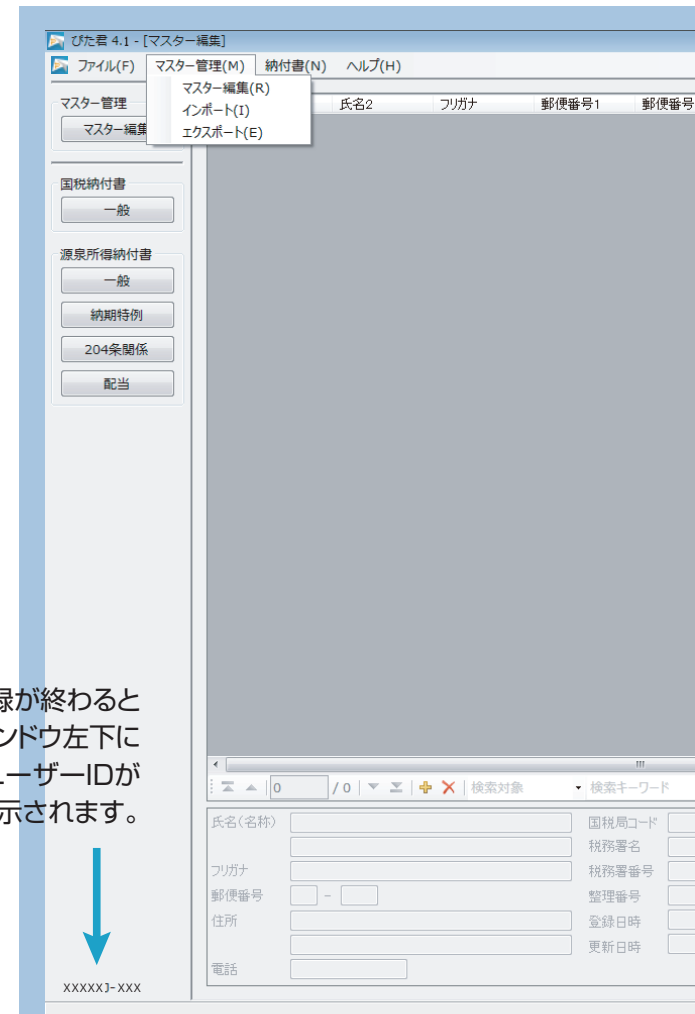 ぴた君 4.1 - [マスター編集]
ファイル(F) マスター管理(M) 納付書(N) ヘルプ(H)
マスター編集(R)
インポート(I)
エクスポート(E)
氏名2 フリガナ 郵便番号1 郵便番号
マスター管理
マスター編集
国税納付書
一般
源泉所得納付書
一般
納期特例
204条関係
配当
録が終わると
ンドウ左下に
ユーザーIDが
示されます。
XXXXXJ-XXX
0 / 0 検索対象 検索キーワード
氏名(名称)
フリガナ
郵便番号 -
住所
電話
国税局コード
税務署名
税務署番号
整理番号
登録日時
更新日時